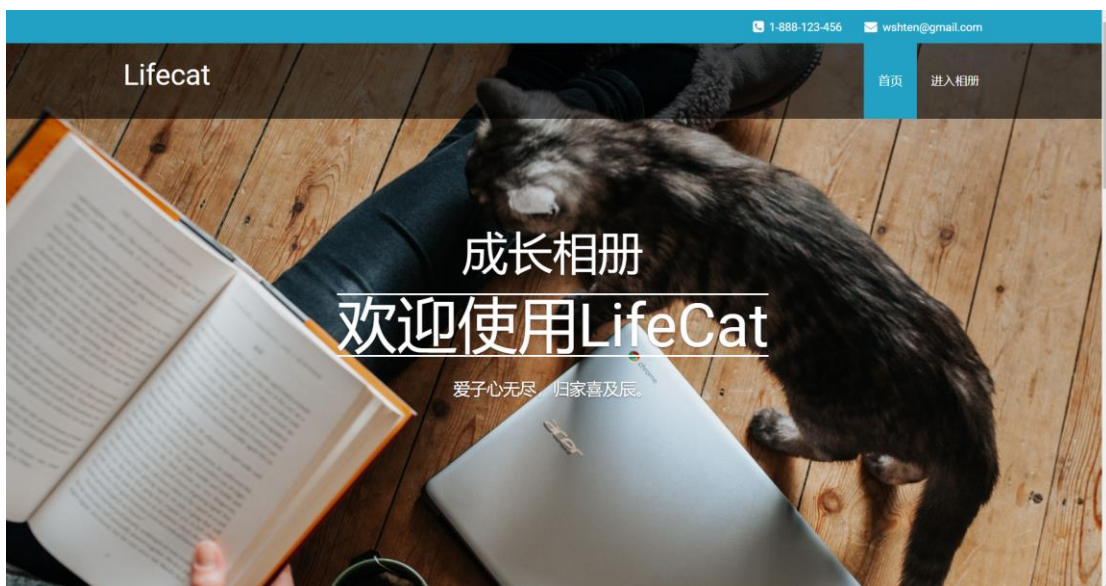 1-888-123-456 wshten@gmail.com
Lifecat 首页 进入相册
成长相册
欢迎使用LifeCat
爱子心无尽，归家喜及辰。
chrome
acer